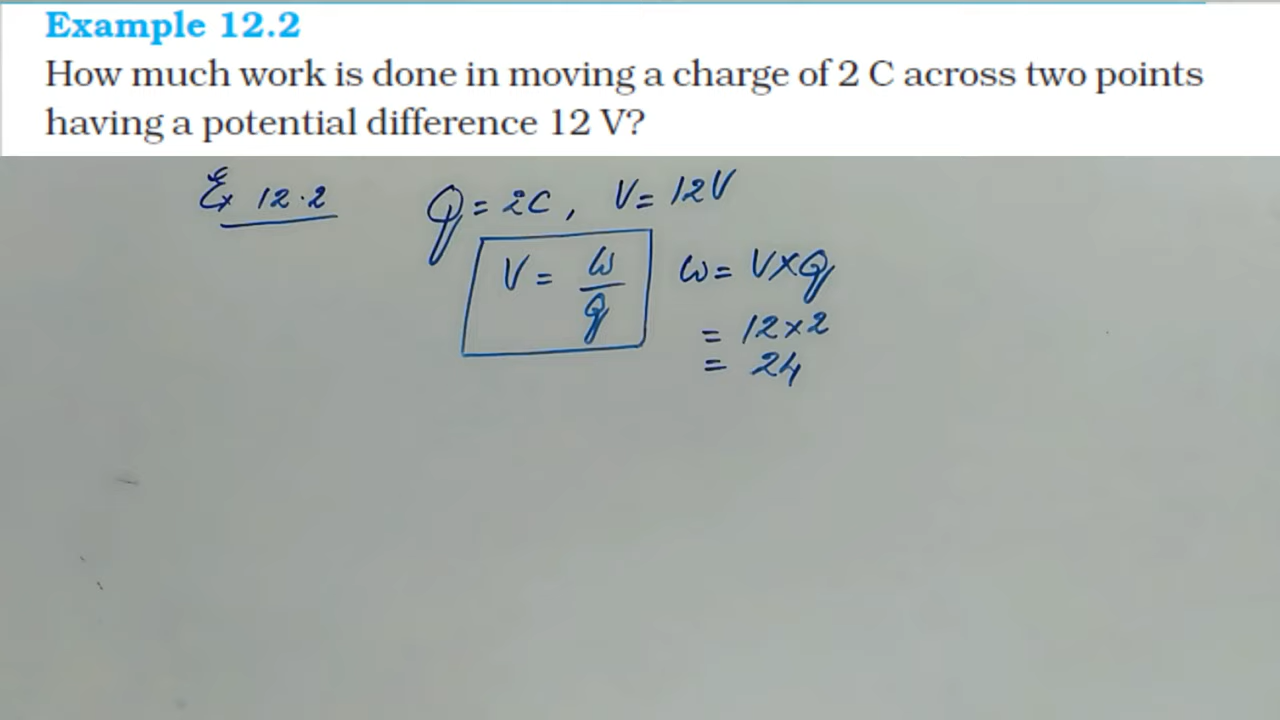 Example 12.2
How much work is done in moving a charge of 2 C across two points
having a potential difference 12 V?
Ex 12.2
Q = 2C, V = 12V
V = W/Q
W = V×Q
= 12×2
= 24